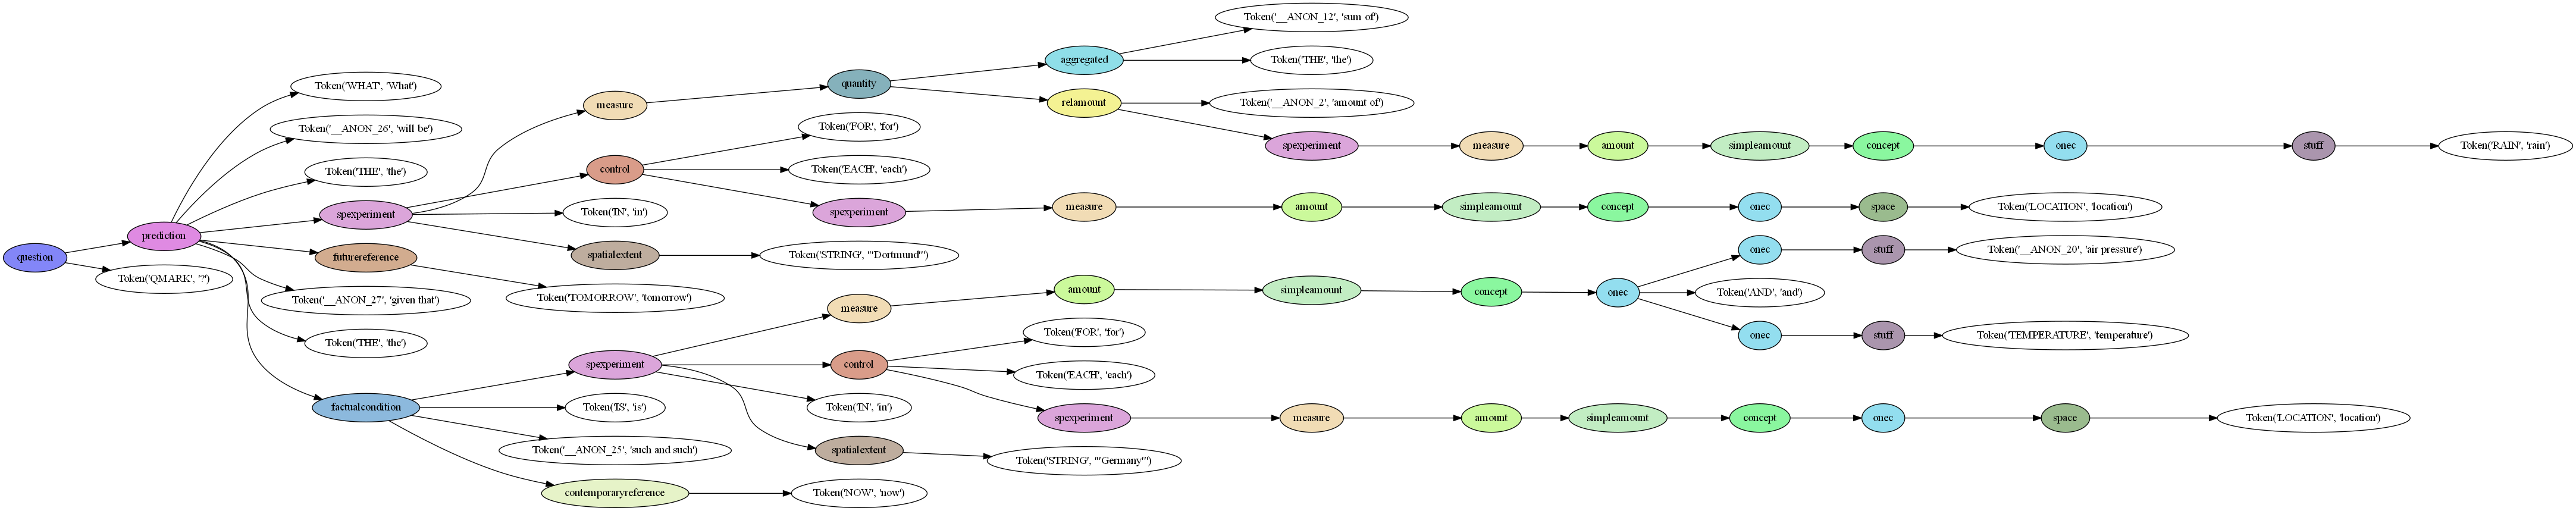 question
prediction
Token('QMARK', '?')
Token('WHAT', 'What')
Token('__ANON_26', 'will be')
Token('THE', 'the')
spexperiment
measure
quantity
aggregated
Token('__ANON_12', 'sum of')
Token('THE', 'the')
relamount
Token('__ANON_2', 'amount of')
spexperiment
measure
amount
simpleamount
concept
onec
stuff
Token('RAIN', 'rain')
control
Token('FOR', 'for')
Token('EACH', 'each')
spexperiment
measure
amount
simpleamount
concept
onec
space
Token('LOCATION', 'location')
Token('IN', 'in')
spatialextent
Token('STRING', "'Dortmund'")
futurereference
Token('TOMORROW', 'tomorrow')
Token('__ANON_27', 'given that')
Token('THE', 'the')
factualcondition
spexperiment
measure
amount
simpleamount
concept
onec
onec
stuff
Token('__ANON_20', 'air pressure')
Token('AND', 'and')
onec
stuff
Token('TEMPERATURE', 'temperature')
control
Token('FOR', 'for')
Token('EACH', 'each')
spexperiment
measure
amount
simpleamount
concept
onec
space
Token('LOCATION', 'location')
Token('IN', 'in')
spatialextent
Token('STRING', "'Germany'")
Token('IS', 'is')
Token('__ANON_25', 'such and such')
contemporaryreference
Token('NOW', 'now')